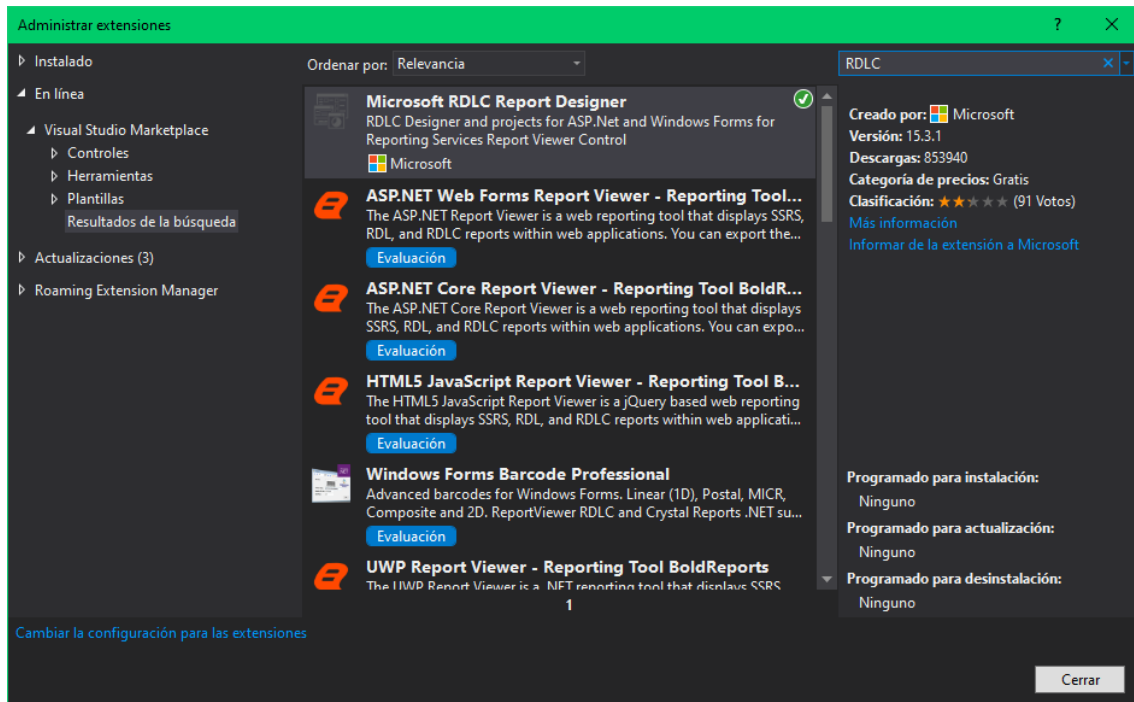 Administrar extensiones
?
Instalado
En línea
Visual Studio Marketplace
Controles
Herramientas
Plantillas
Resultados de la búsqueda
Actualizaciones (3)
Roaming Extension Manager
Cambiar la configuración para las extensiones
Ordenar por: Relevancia
Microsoft RDLC Report Designer
RDLC Designer and projects for ASP.Net and Windows Forms for
Reporting Services Report Viewer Control
Microsoft
ASP.NET Web Forms Report Viewer - Reporting Tool...
The ASP.NET Report Viewer is a web reporting tool that displays SSRS,
RDL, and RDLC reports within web applications. You can export the...
Evaluación
ASP.NET Core Report Viewer - Reporting Tool BoldR...
The ASP.NET Core Report Viewer is a web reporting tool that displays
SSRS, RDL, and RDLC reports within web applications. You can expo...
Evaluación
HTML5 JavaScript Report Viewer - Reporting Tool B...
The HTML5 JavaScript Report Viewer is a jQuery based web reporting
tool that displays SSRS, RDL, and RDLC reports within web applicati...
Evaluación
Windows Forms Barcode Professional
Advanced barcodes for Windows Forms. Linear (1D), Postal, MICR,
Composite and 2D. ReportViewer RDLC and Crystal Reports .NET su...
Evaluación
UWP Report Viewer - Reporting Tool BoldReports
The UWP Report Viewer is a .NET reporting tool that displays SSRS
1
RDLC
Creado por: Microsoft
Versión: 15.3.1
Descargas: 853940
Categoría de precios: Gratis
Clasificación: (91 Votos)
Más información
Informar de la extensión a Microsoft
Programado para instalación:
Ninguno
Programado para actualización:
Ninguno
Programado para desinstalación:
Ninguno
Cerrar